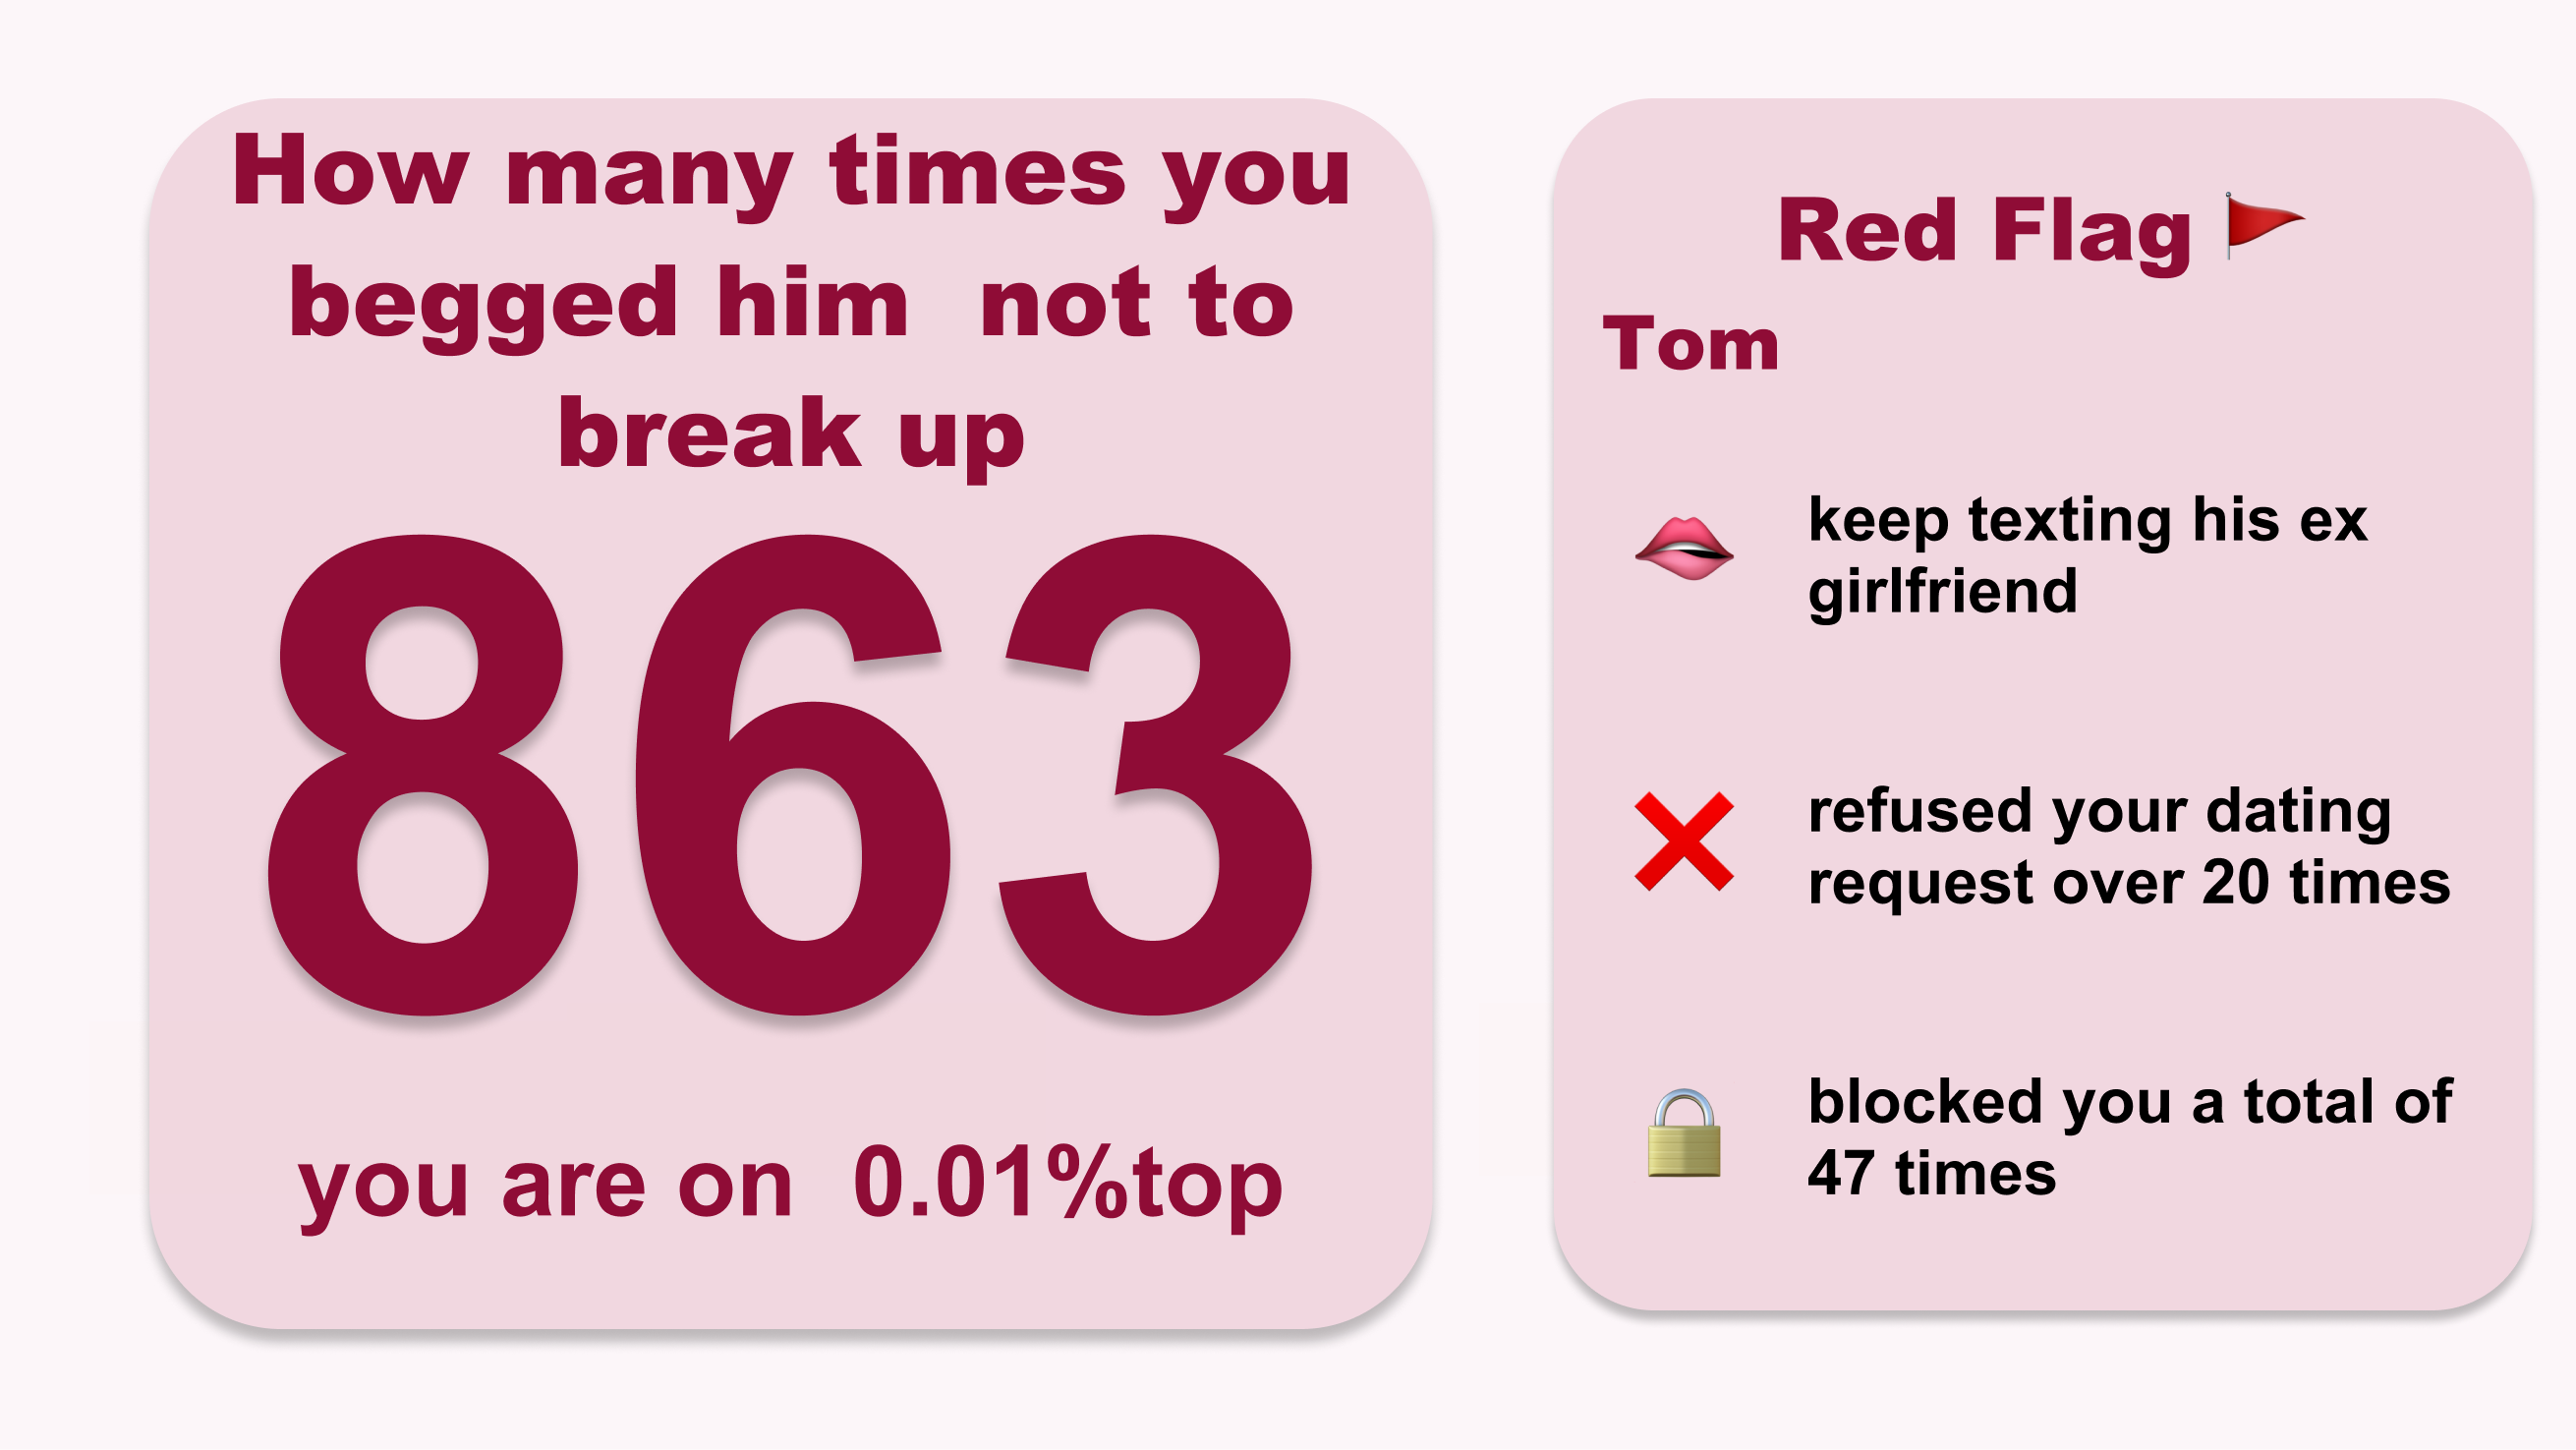 How many times you
begged him  not to
break up
863
you are on  0.01%top
Red Flag 🚩
Tom
keep texting his ex
girlfriend
refused your dating
request over 20 times
blocked you a total of
47 times